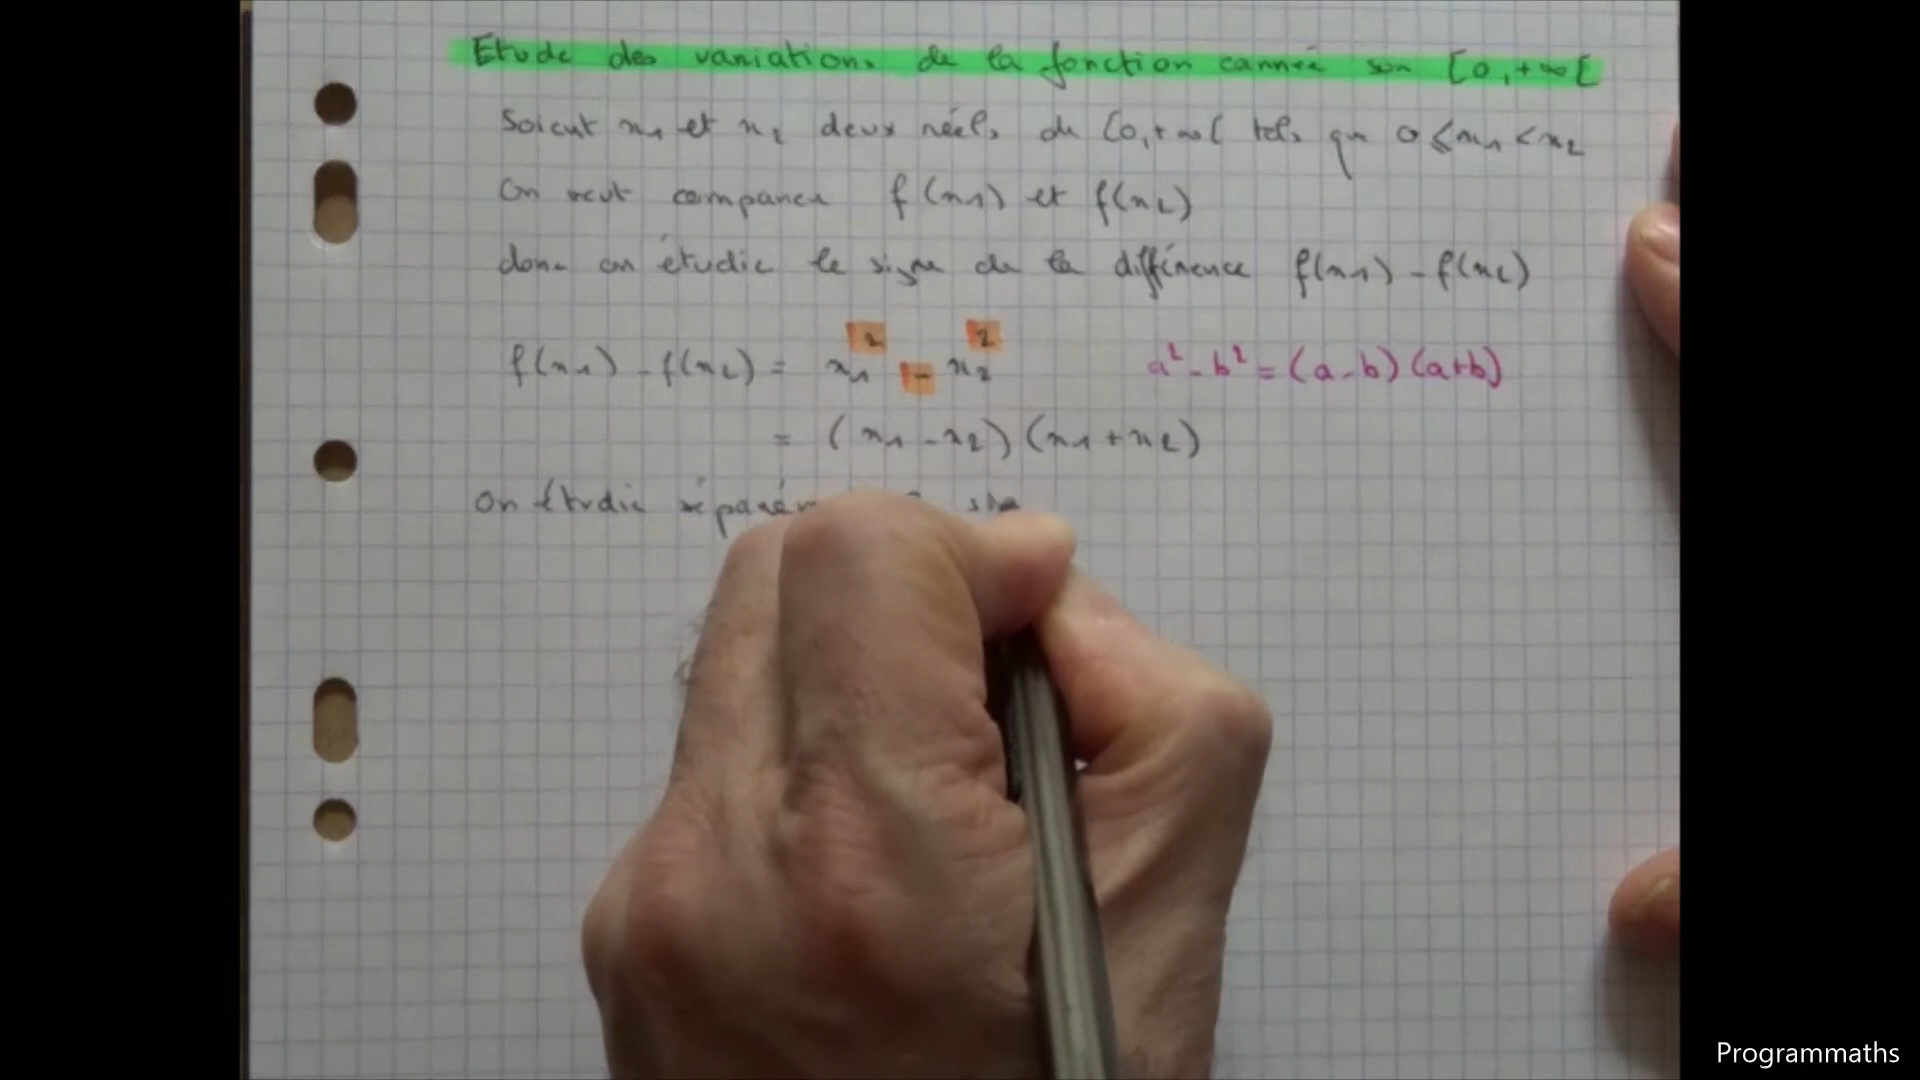 Etude des variations de la fonction carrée sur [0,+∞[
Soient x₁ et x₂ deux réels de [0,+∞[ tels que 0⩽x₁<x₂
On veut comparer f(x₁) et f(x₂)
donc on étudie le signe de la différence f(x₁) - f(x₂)
f(x₁) - f(x₂) = x₁² - x₂² a² - b² = (a-b)(a+b)
= (x₁ - x₂)(x₁ + x₂)
On étudie
Programmaths